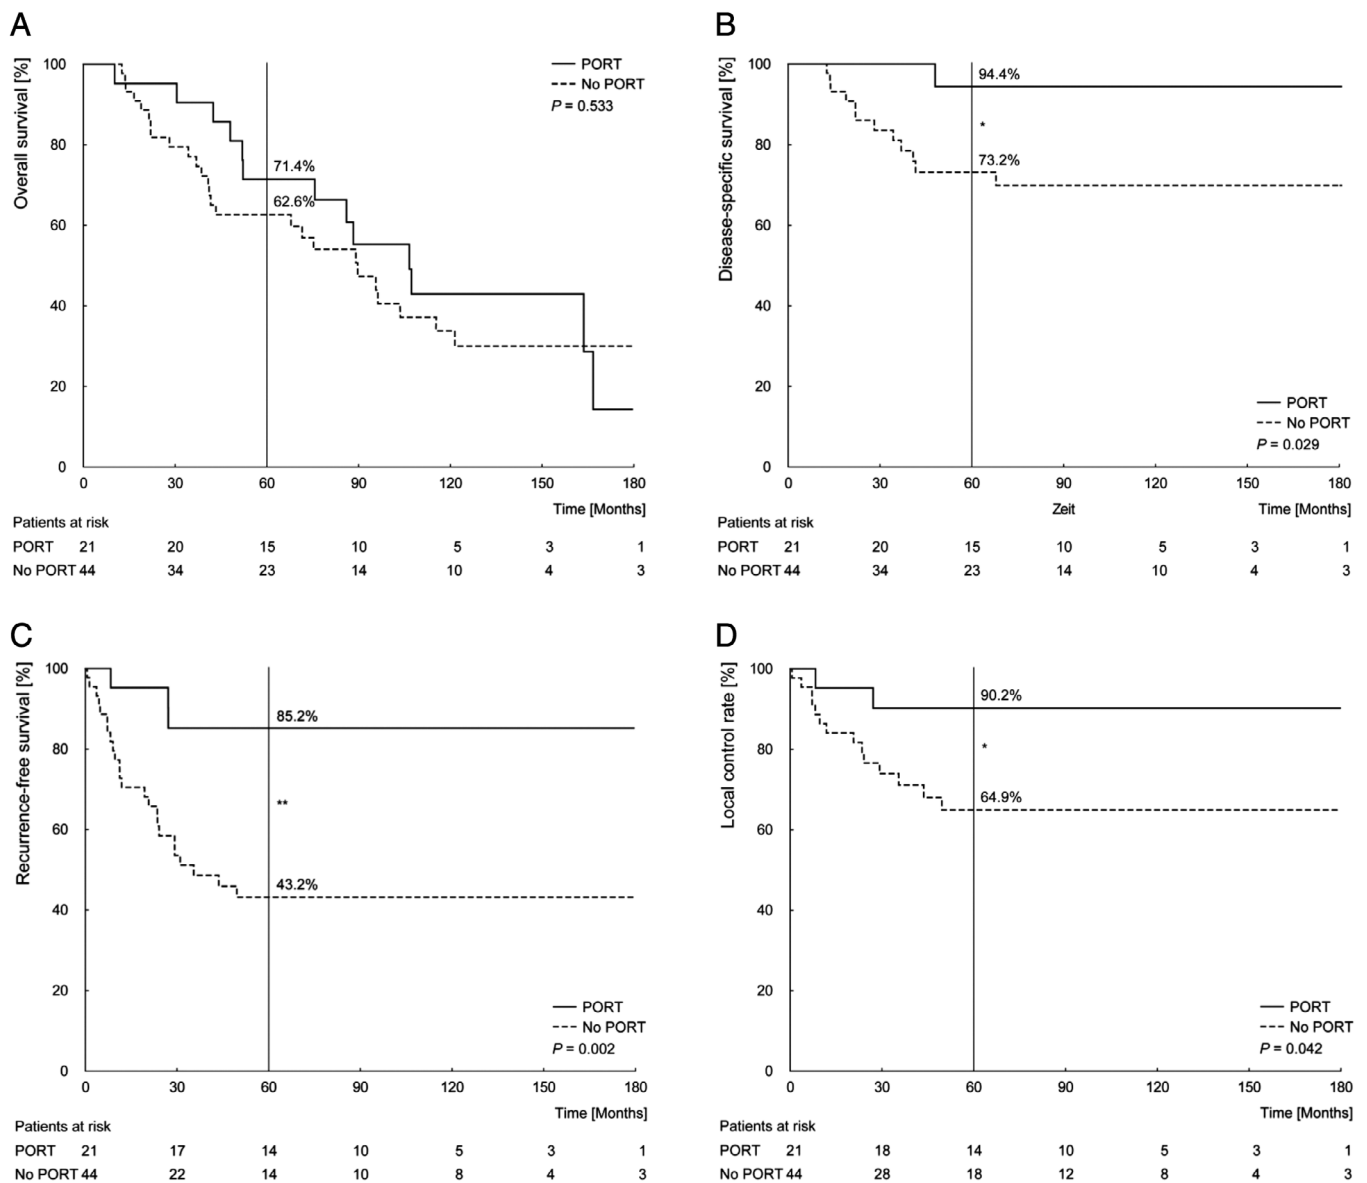 A
Overall survival [%]
100
80
60
40
20
0
PORT
No PORT
P = 0.533
71.4%
62.6%
0 30 60 90 120 150 180
Time [Months]
Patients at risk
PORT 21 20 15 10 5 3 1
No PORT 44 34 23 14 10 4 3
B
Disease-specific survival [%]
100
80
60
40
20
0
94.4%
*
73.2%
PORT
No PORT
P = 0.029
0 30 60 90 120 150 180
Zeit Time [Months]
Patients at risk
PORT 21 20 15 10 5 3 1
No PORT 44 34 23 14 10 4 3
C
Recurrence-free survival [%]
100
80
60
40
20
0
85.2%
**
43.2%
PORT
No PORT
P = 0.002
0 30 60 90 120 150 180
Time [Months]
Patients at risk
PORT 21 17 14 10 5 3 1
No PORT 44 22 14 10 8 4 3
D
Local control rate [%]
100
80
60
40
20
0
90.2%
*
64.9%
PORT
No PORT
P = 0.042
0 30 60 90 120 150 180
Time [Months]
Patients at risk
PORT 21 18 14 10 5 3 1
No PORT 44 28 18 12 8 4 3